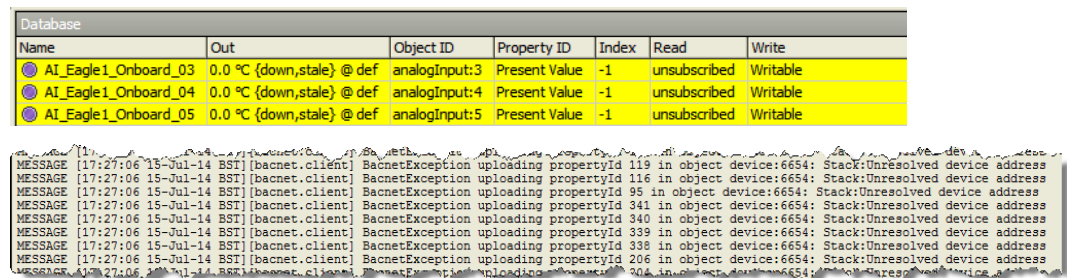 Database
Name Out Object ID Property ID Index Read Write
AI_Eagle1_Onboard_03 0.0 ºC {down,stale} @ def analogInput:3 Present Value -1 unsubscribed Writable
AI_Eagle1_Onboard_04 0.0 ºC {down,stale} @ def analogInput:4 Present Value -1 unsubscribed Writable
AI_Eagle1_Onboard_05 0.0 ºC {down,stale} @ def analogInput:5 Present Value -1 unsubscribed Writable
MESSAGE [17:27:06 15-Jul-14 BST][bacnet.client] BacnetException uploading propertyId 119 in object device:6654: Stack:Unresolved device address
MESSAGE [17:27:06 15-Jul-14 BST][bacnet.client] BacnetException uploading propertyId 116 in object device:6654: Stack:Unresolved device address
MESSAGE [17:27:06 15-Jul-14 BST][bacnet.client] BacnetException uploading propertyId 95 in object device:6654: Stack:Unresolved device address
MESSAGE [17:27:06 15-Jul-14 BST][bacnet.client] BacnetException uploading propertyId 341 in object device:6654: Stack:Unresolved device address
MESSAGE [17:27:06 15-Jul-14 BST][bacnet.client] BacnetException uploading propertyId 340 in object device:6654: Stack:Unresolved device address
MESSAGE [17:27:06 15-Jul-14 BST][bacnet.client] BacnetException uploading propertyId 339 in object device:6654: Stack:Unresolved device address
MESSAGE [17:27:06 15-Jul-14 BST][bacnet.client] BacnetException uploading propertyId 338 in object device:6654: Stack:Unresolved device address
MESSAGE [17:27:06 15-Jul-14 BST][bacnet.client] BacnetException uploading propertyId 206 in object device:6654: Stack:Unresolved device address